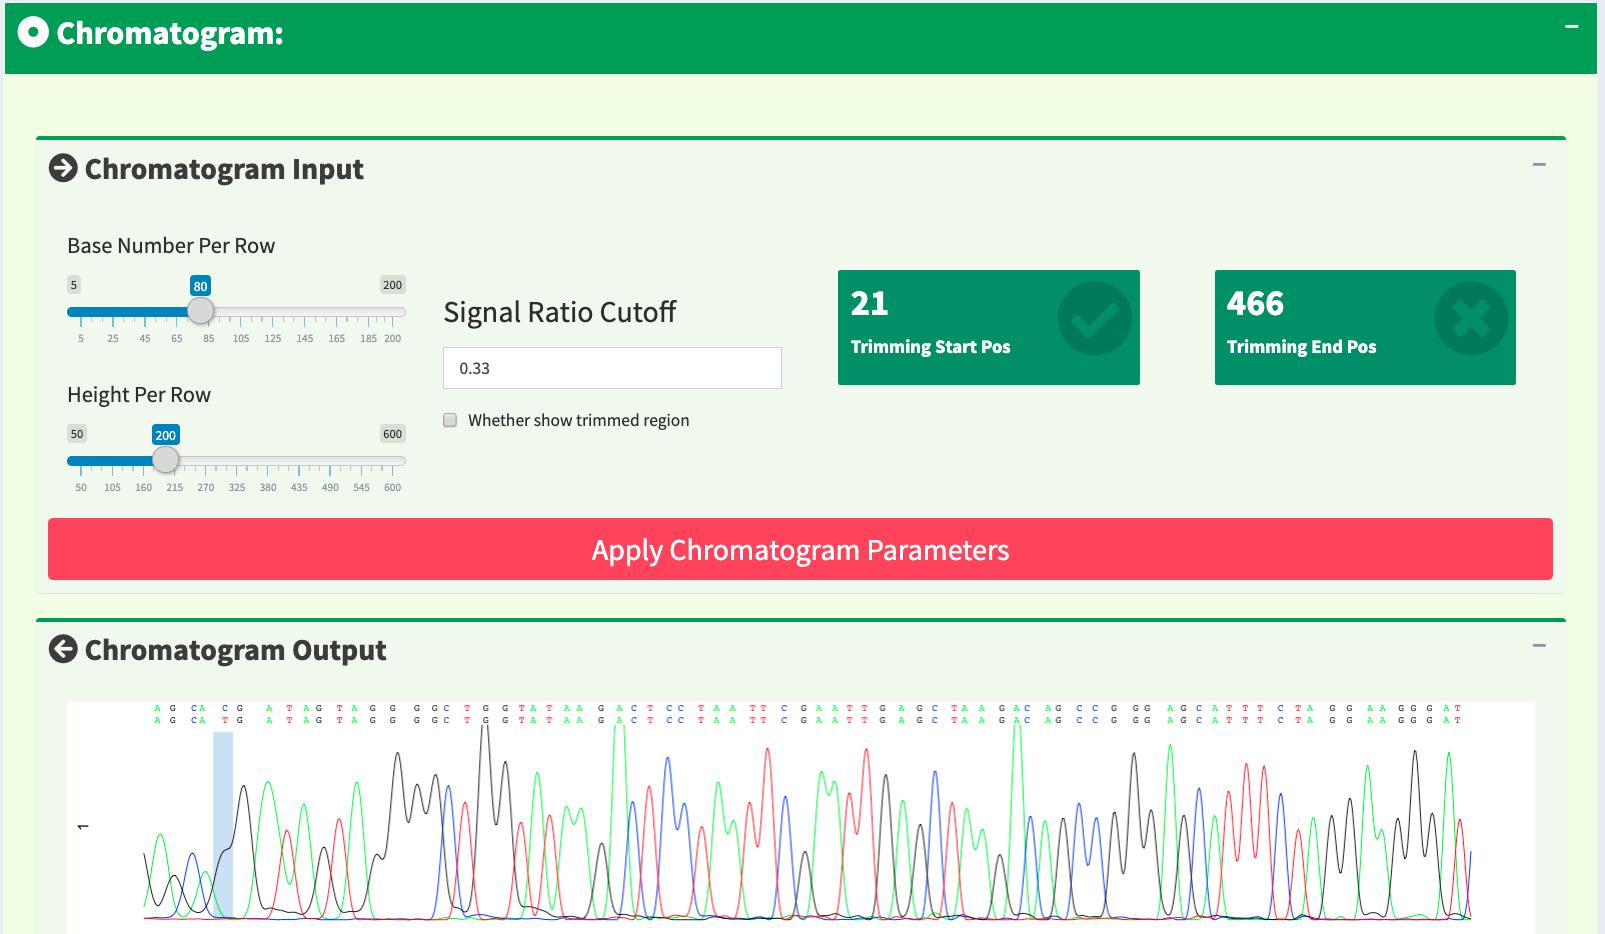 Chromatogram:
Chromatogram Input
Base Number Per Row
5 80 200
5 25 45 65 85 105 125 145 165 185 200
Height Per Row
50 200 600
50 105 160 215 270 325 380 435 490 545 600
Signal Ratio Cutoff
0.33
Whether show trimmed region
21
Trimming Start Pos
466
Trimming End Pos
Apply Chromatogram Parameters
Chromatogram Output
A G CA C G A T A G T A G G G G C T G G T A T A A G A C T C C T A A T T C G A A T T G A G C T A A G A C A G C C G G G A G C A T T T C T A G G A A G G G A T
A G CA T G A T A G T A G G G G C T G G T A T A A G A C T C C T A A T T C G A A T T G A G C T A A G A C A G C C G G G A G C A T T T C T A G G A A G G G A T
1